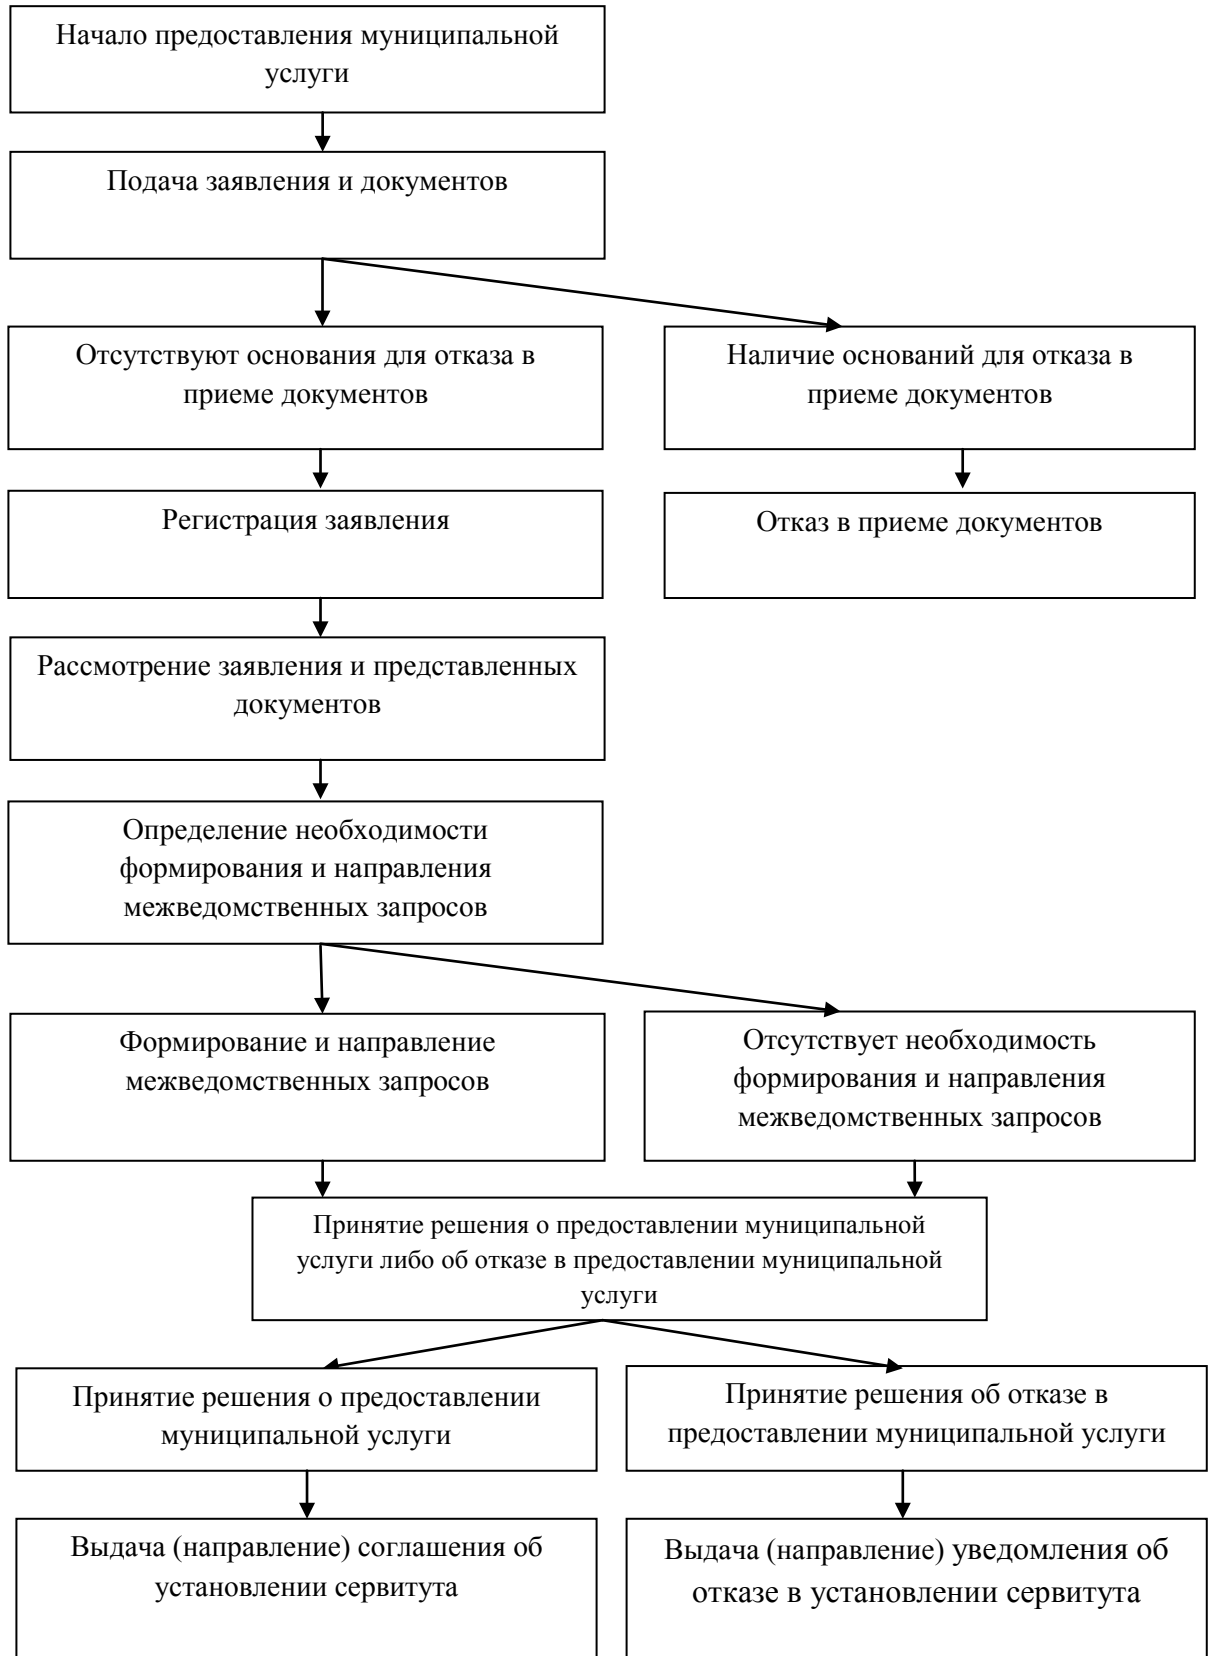 Начало предоставления муниципальной
услуги
Подача заявления и документов
Отсутствуют основания для отказа в
приеме документов
Наличие оснований для отказа в
приеме документов
Регистрация заявления
Отказ в приеме документов
Рассмотрение заявления и представленных
документов
Определение необходимости
формирования и направления
межведомственных запросов
Формирование и направление
межведомственных запросов
Отсутствует необходимость
формирования и направления
межведомственных запросов
Принятие решения о предоставлении муниципальной
услуги либо об отказе в предоставлении муниципальной
услуги
Принятие решения о предоставлении
муниципальной услуги
Принятие решения об отказе в
предоставлении муниципальной услуги
Выдача (направление) соглашения об
установлении сервитута
Выдача (направление) уведомления об
отказе в установлении сервитута